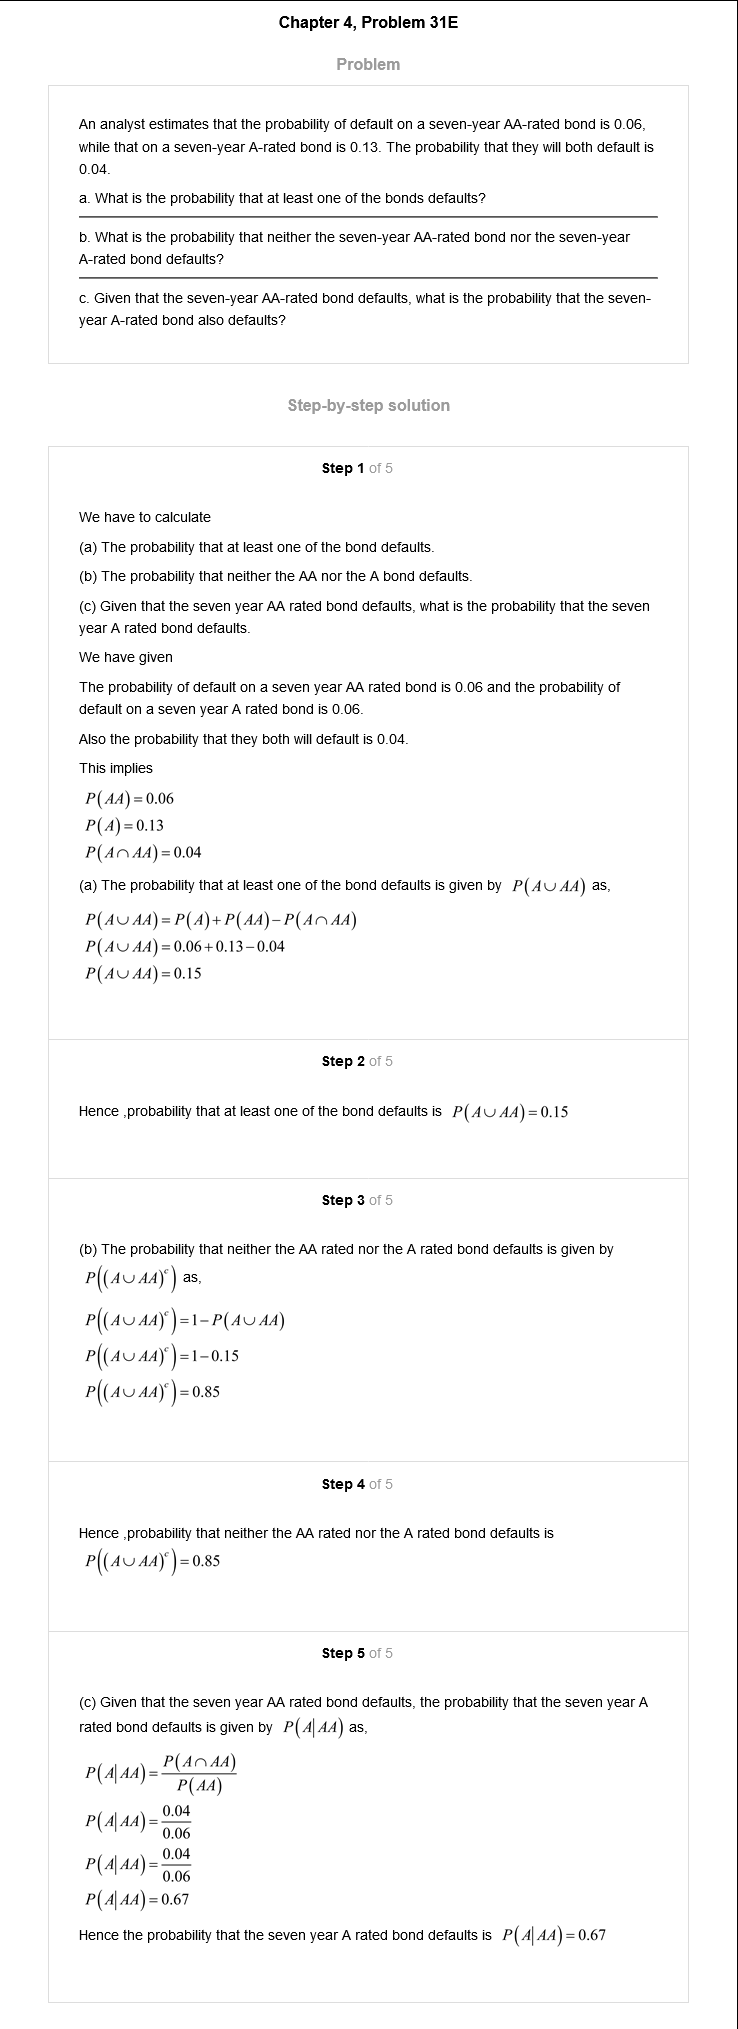 Chapter 4, Problem 31E
Problem
An analyst estimates that the probability of default on a seven-year AA-rated bond is 0.06,
while that on a seven-year A-rated bond is 0.13. The probability that they will both default is
0.04.
a. What is the probability that at least one of the bonds defaults?
b. What is the probability that neither the seven-year AA-rated bond nor the seven-year
A-rated bond defaults?
c. Given that the seven-year AA-rated bond defaults, what is the probability that the seven-
year A-rated bond also defaults?
Step-by-step solution
Step 1 of 5
We have to calculate
(a) The probability that at least one of the bond defaults.
(b) The probability that neither the AA nor the A bond defaults.
(c) Given that the seven year AA rated bond defaults, what is the probability that the seven
year A rated bond defaults.
We have given
The probability of default on a seven year AA rated bond is 0.06 and the probability of
default on a seven year A rated bond is 0.06.
Also the probability that they both will default is 0.04.
This implies
P(AA)=0.06
P(A)=0.13
P(A∩AA)=0.04
(a) The probability that at least one of the bond defaults is given by P(A∪AA) as,
P(A∪AA)=P(A)+P(AA)−P(A∩AA)
P(A∪AA)=0.06+0.13−0.04
P(A∪AA)=0.15
Step 2 of 5
Hence ,probability that at least one of the bond defaults is P(A∪AA)=0.15
Step 3 of 5
(b) The probability that neither the AA rated nor the A rated bond defaults is given by
P((A∪AA)^c) as,
P((A∪AA)^c)=1−P(A∪AA)
P((A∪AA)^c)=1−0.15
P((A∪AA)^c)=0.85
Step 4 of 5
Hence ,probability that neither the AA rated nor the A rated bond defaults is
P((A∪AA)^c)=0.85
Step 5 of 5
(c) Given that the seven year AA rated bond defaults, the probability that the seven year A
rated bond defaults is given by P(A|AA) as,
P(A|AA)=P(A∩AA)/P(AA)
P(A|AA)=0.04/0.06
P(A|AA)=0.04/0.06
P(A|AA)=0.67
Hence the probability that the seven year A rated bond defaults is P(A|AA)=0.67